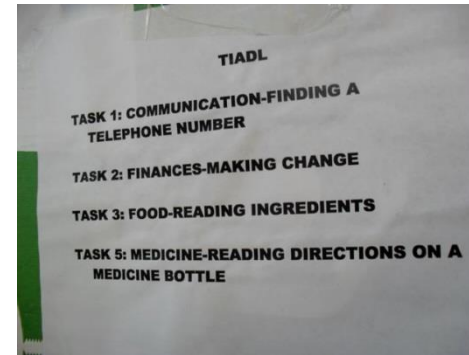 TIADL
TASK 1: COMMUNICATION-FINDING A
TELEPHONE NUMBER
TASK 2: FINANCES-MAKING CHANGE
TASK 3: FOOD-READING INGREDIENTS
TASK 5: MEDICINE-READING DIRECTIONS ON A
MEDICINE BOTTLE